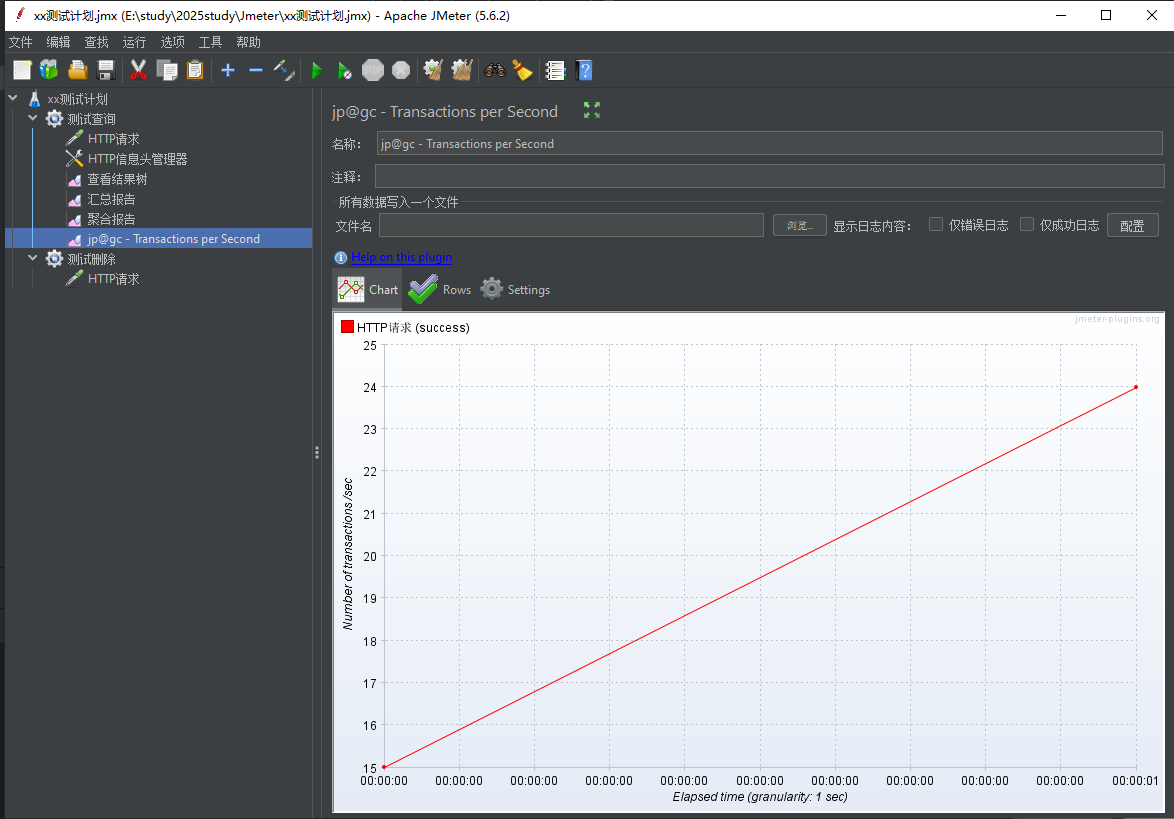 xx测试计划.jmx (E:\study\2025study\Jmeter\xx测试计划.jmx) - Apache JMeter (5.6.2)
文件 编辑 查找 运行 选项 工具 帮助
STOP
xx测试计划
测试查询
HTTP请求
HTTP信息头管理器
查看结果树
汇总报告
聚合报告
jp@gc - Transactions per Second
测试删除
HTTP请求
jp@gc - Transactions per Second
名称: jp@gc - Transactions per Second
注释:
所有数据写入一个文件
文件名 浏览... 显示日志内容: 仅错误日志 仅成功日志 配置
Help on this plugin
Chart Rows Settings
jmeter-plugins.org
HTTP请求 (success)
25
24
23
22
21
20
19
18
17
16
15
Number of transactions /sec
00:00:00 00:00:00 00:00:00 00:00:00 00:00:00 00:00:00 00:00:00 00:00:00 00:00:00 00:00:00 00:00:01
Elapsed time (granularity: 1 sec)